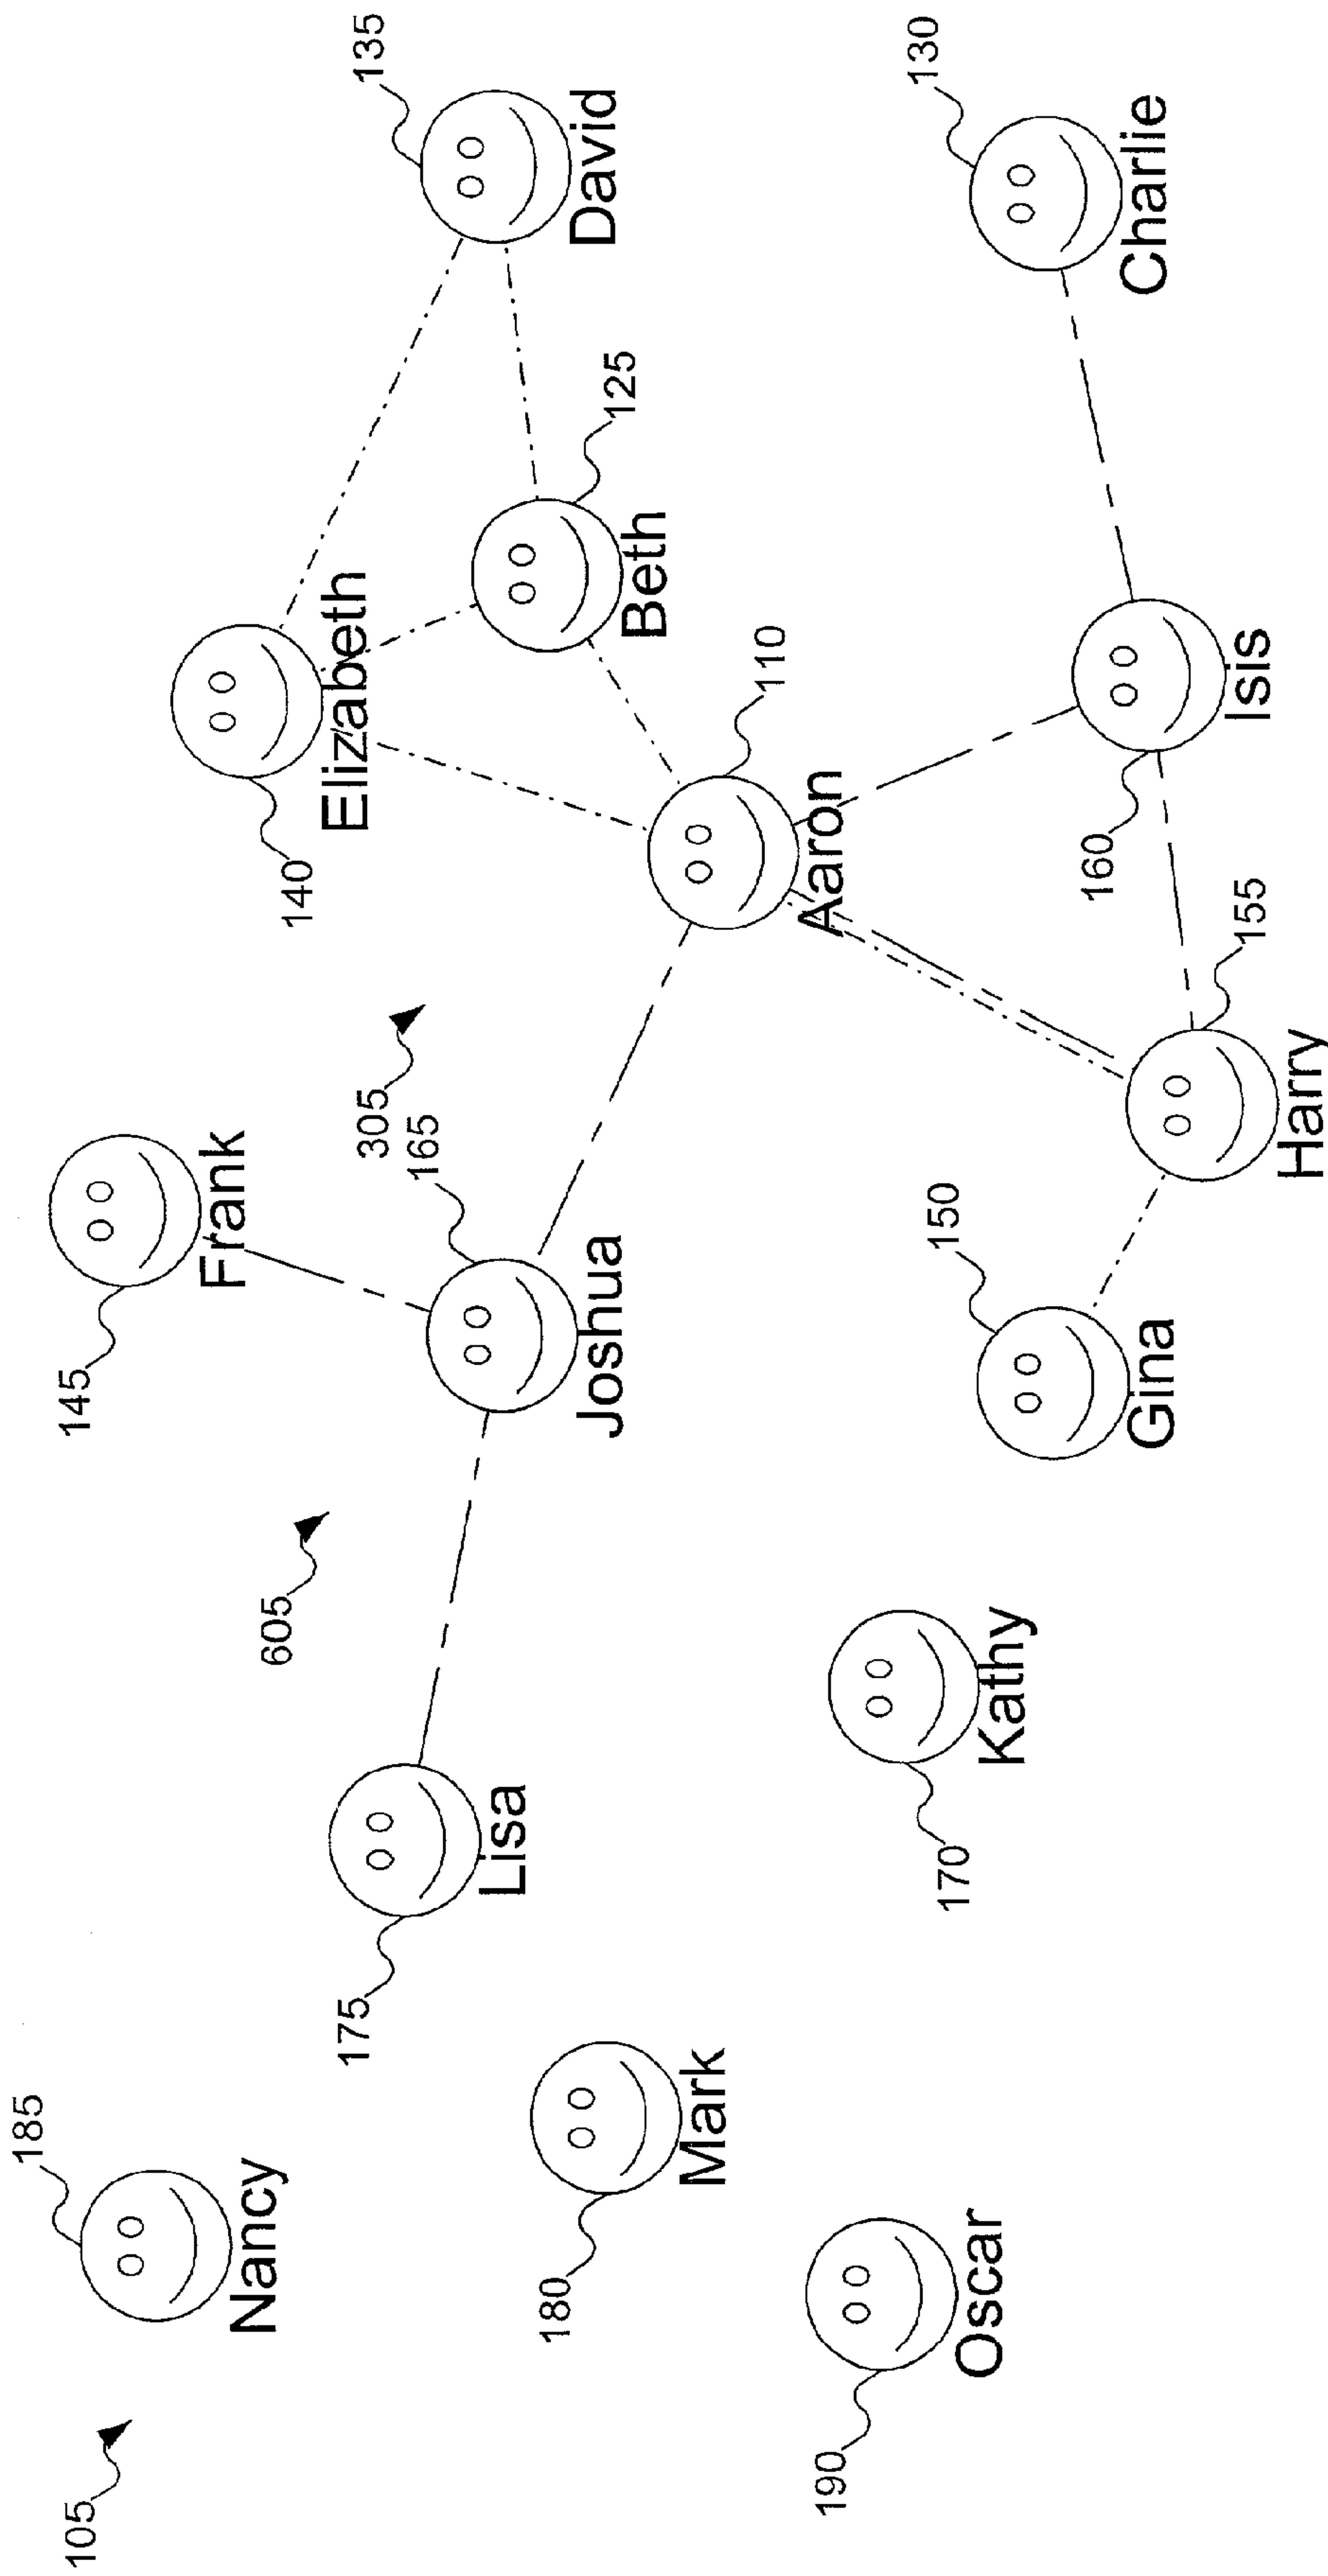 185
145
105
Frank
Nancy
605
140
Elizabeth
175
135
305
165
Lisa
180
David
Joshua
125
Beth
Mark
110
Aaron
190
130
150
170
Oscar
Kathy
160
Charlie
Gina
Isis
155
Harry